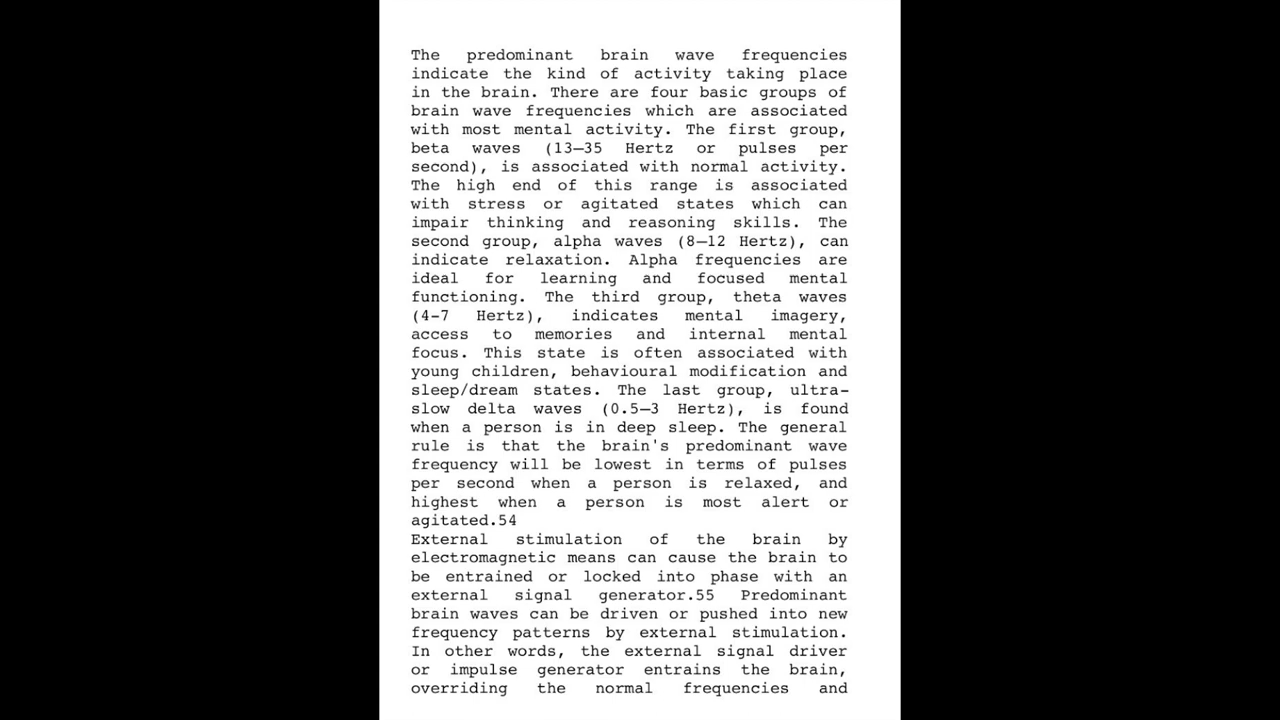 The predominant brain wave frequencies
indicate the kind of activity taking place
in the brain. There are four basic groups of
brain wave frequencies which are associated
with most mental activity. The first group,
beta waves (13—35 Hertz or pulses per
second), is associated with normal activity.
The high end of this range is associated
with stress or agitated states which can
impair thinking and reasoning skills. The
second group, alpha waves (8—12 Hertz), can
indicate relaxation. Alpha frequencies are
ideal for learning and focused mental
functioning. The third group, theta waves
(4-7 Hertz), indicates mental imagery,
access to memories and internal mental
focus. This state is often associated with
young children, behavioural modification and
sleep/dream states. The last group, ultra-
slow delta waves (0.5—3 Hertz), is found
when a person is in deep sleep. The general
rule is that the brain's predominant wave
frequency will be lowest in terms of pulses
per second when a person is relaxed, and
highest when a person is most alert or
agitated.54
External stimulation of the brain by
electromagnetic means can cause the brain to
be entrained or locked into phase with an
external signal generator.55 Predominant
brain waves can be driven or pushed into new
frequency patterns by external stimulation.
In other words, the external signal driver
or impulse generator entrains the brain,
overriding the normal frequencies and